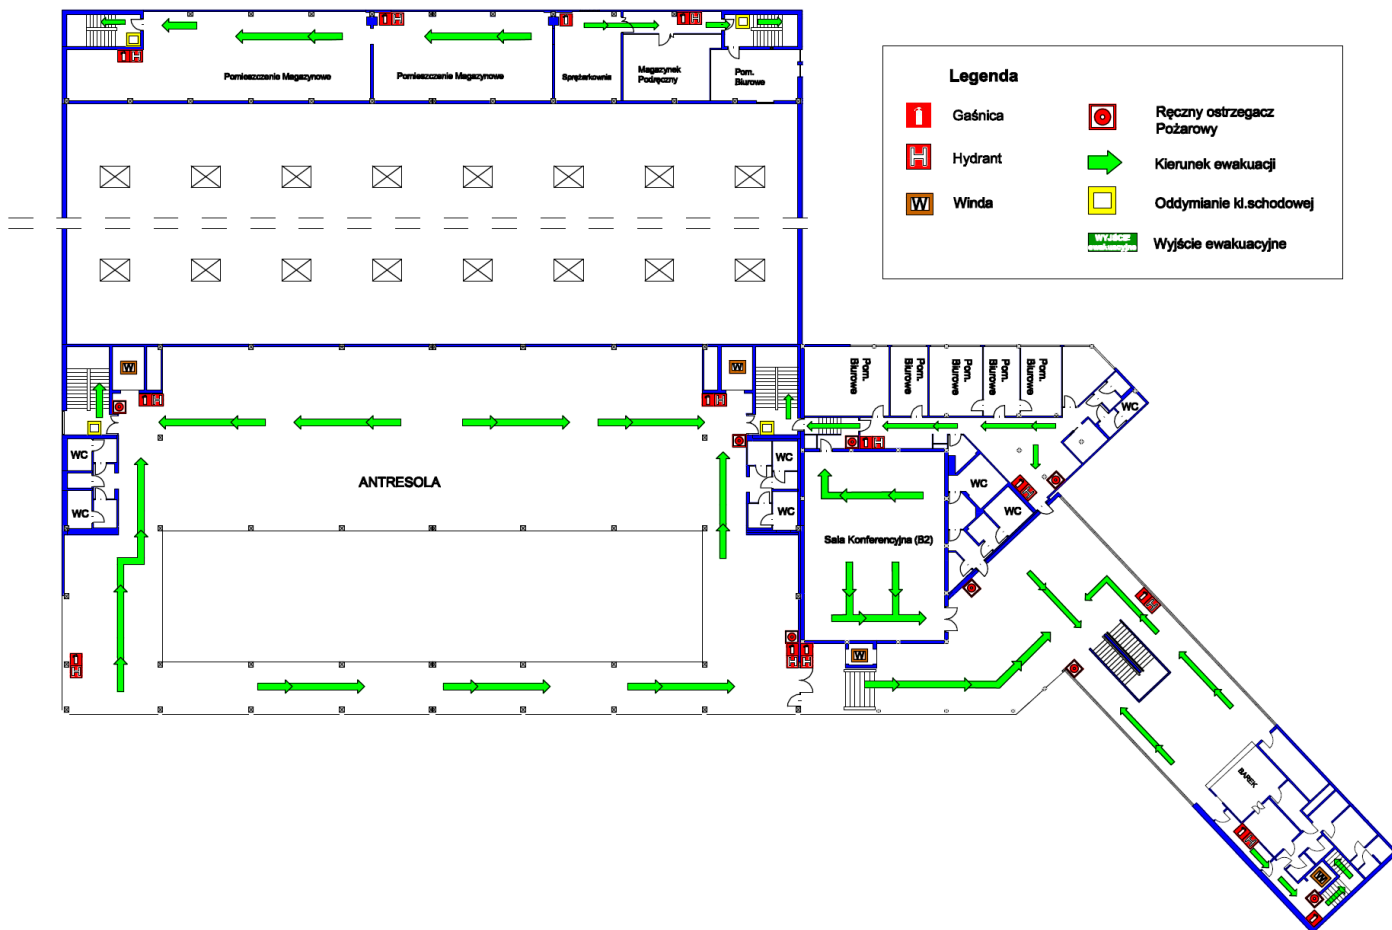 Pomieszczenie Magazynowe
Pomieszczenie Magazynowe
Sprężarkownia
Magazynek
Podręczny
Pom.
Biurowe
Legenda
Gaśnica
Ręczny ostrzegacz
Pożarowy
H
Hydrant
Kierunek ewakuacji
W
Winda
Oddymianie kl.schodowej
WYJŚCIE
Wyjście ewakuacyjne
H
H
H
H
W
W
H
H
Pom.
Biurowe
Pom.
Biurowe
Pom.
Biurowe
Pom.
Biurowe
Pom.
Biurowe
WC
WC
WC
ANTRESOLA
WC
WC
H
WC
H
WC
Sala Konferencyjna (B2)
H
H
H
H
W
BAREK
H
W